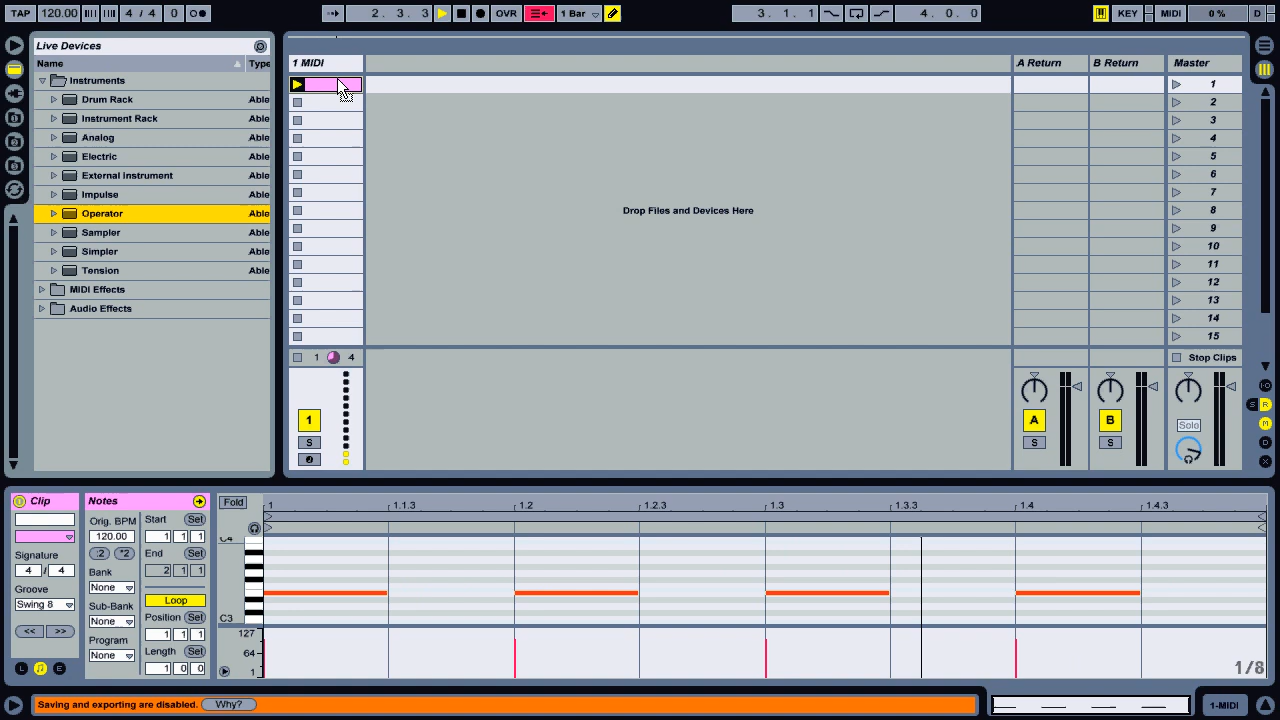 TAP 120.00 4 / 4 0 2. 3. 3 OVR 1 Bar 3. 1. 1 4. 0. 0 KEY MIDI 0 % D
Live Devices
Name Type
Instruments
Drum Rack Able
Instrument Rack Able
Analog Able
Electric Able
External Instrument Able
Impulse Able
Operator Able
Sampler Able
Simpler Able
Tension Able
MIDI Effects
Audio Effects
1 MIDI A Return B Return Master
1
2
3
4
5
6
7
8
9
10
11
12
13
14
15
Drop Files and Devices Here
1 4 Stop Clips
1 A B Solo
S S S
S R
M
D
X
Clip Notes Fold 1 1.1.3 1.2 1.2.3 1.3 1.3.3 1.4 1.4.3
Orig. BPM Start Set
120.00 1 1 1
:2 *2 End Set
Signature
4 / 4 Bank 2 1 1
None
Groove Loop
Swing 8 Sub-Bank
None Position Set
<< >> 1 1 1
Program Length Set
None 1 0 0
L E
C4
C3
127
64
1
1/8
Saving and exporting are disabled. Why? 1-MIDI